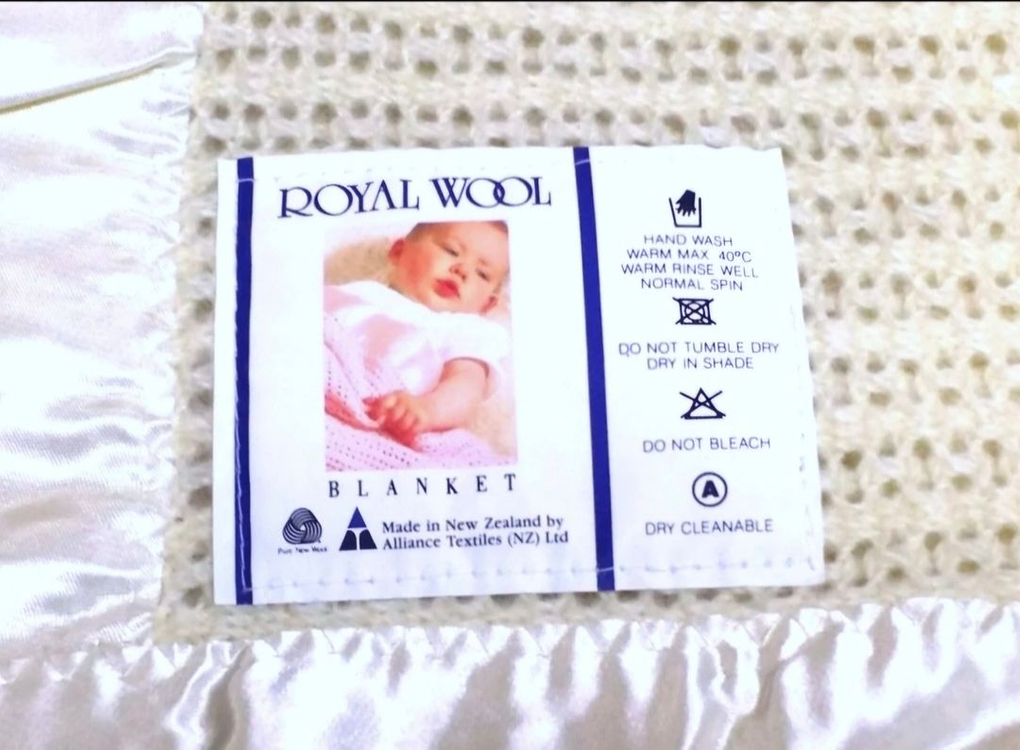 ROYAL WOOL
BLANKET
Pure New Wool
Made in New Zealand by
Alliance Textiles (NZ) Ltd
HAND WASH
WARM MAX 40ºC
WARM RINSE WELL
NORMAL SPIN
DO NOT TUMBLE DRY
DRY IN SHADE
DO NOT BLEACH
A
DRY CLEANABLE